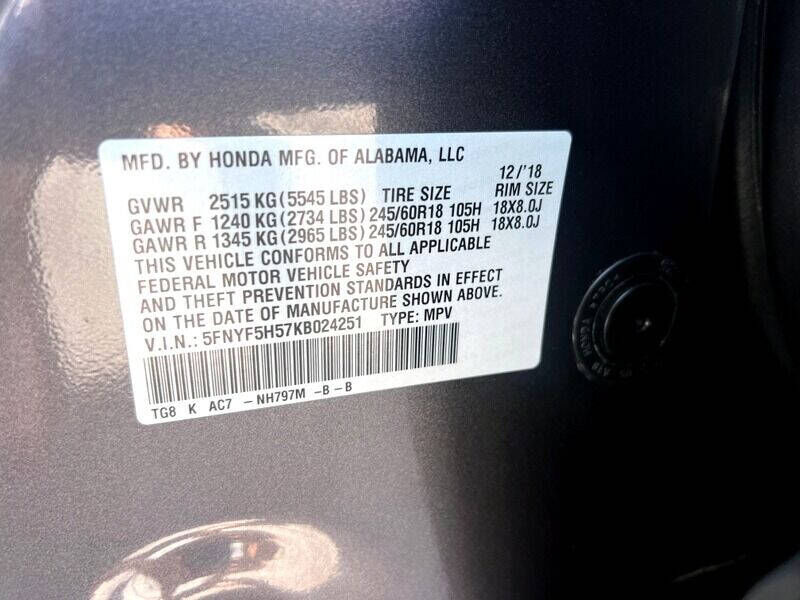 MFD. BY HONDA MFG. OF ALABAMA, LLC
12/'18
GVWR 2515 KG (5545 LBS) TIRE SIZE RIM SIZE
GAWR F 1240 KG (2734 LBS) 245/60R18 105H 18X8.0J
GAWR R 1345 KG (2965 LBS) 245/60R18 105H 18X8.0J
THIS VEHICLE CONFORMS TO ALL APPLICABLE
FEDERAL MOTOR VEHICLE SAFETY
AND THEFT PREVENTION STANDARDS IN EFFECT
ON THE DATE OF MANUFACTURE SHOWN ABOVE.
V.I.N.: 5FNYF5H57KB024251 TYPE: MPV
TG8 K AC7 -NH797M -B -B